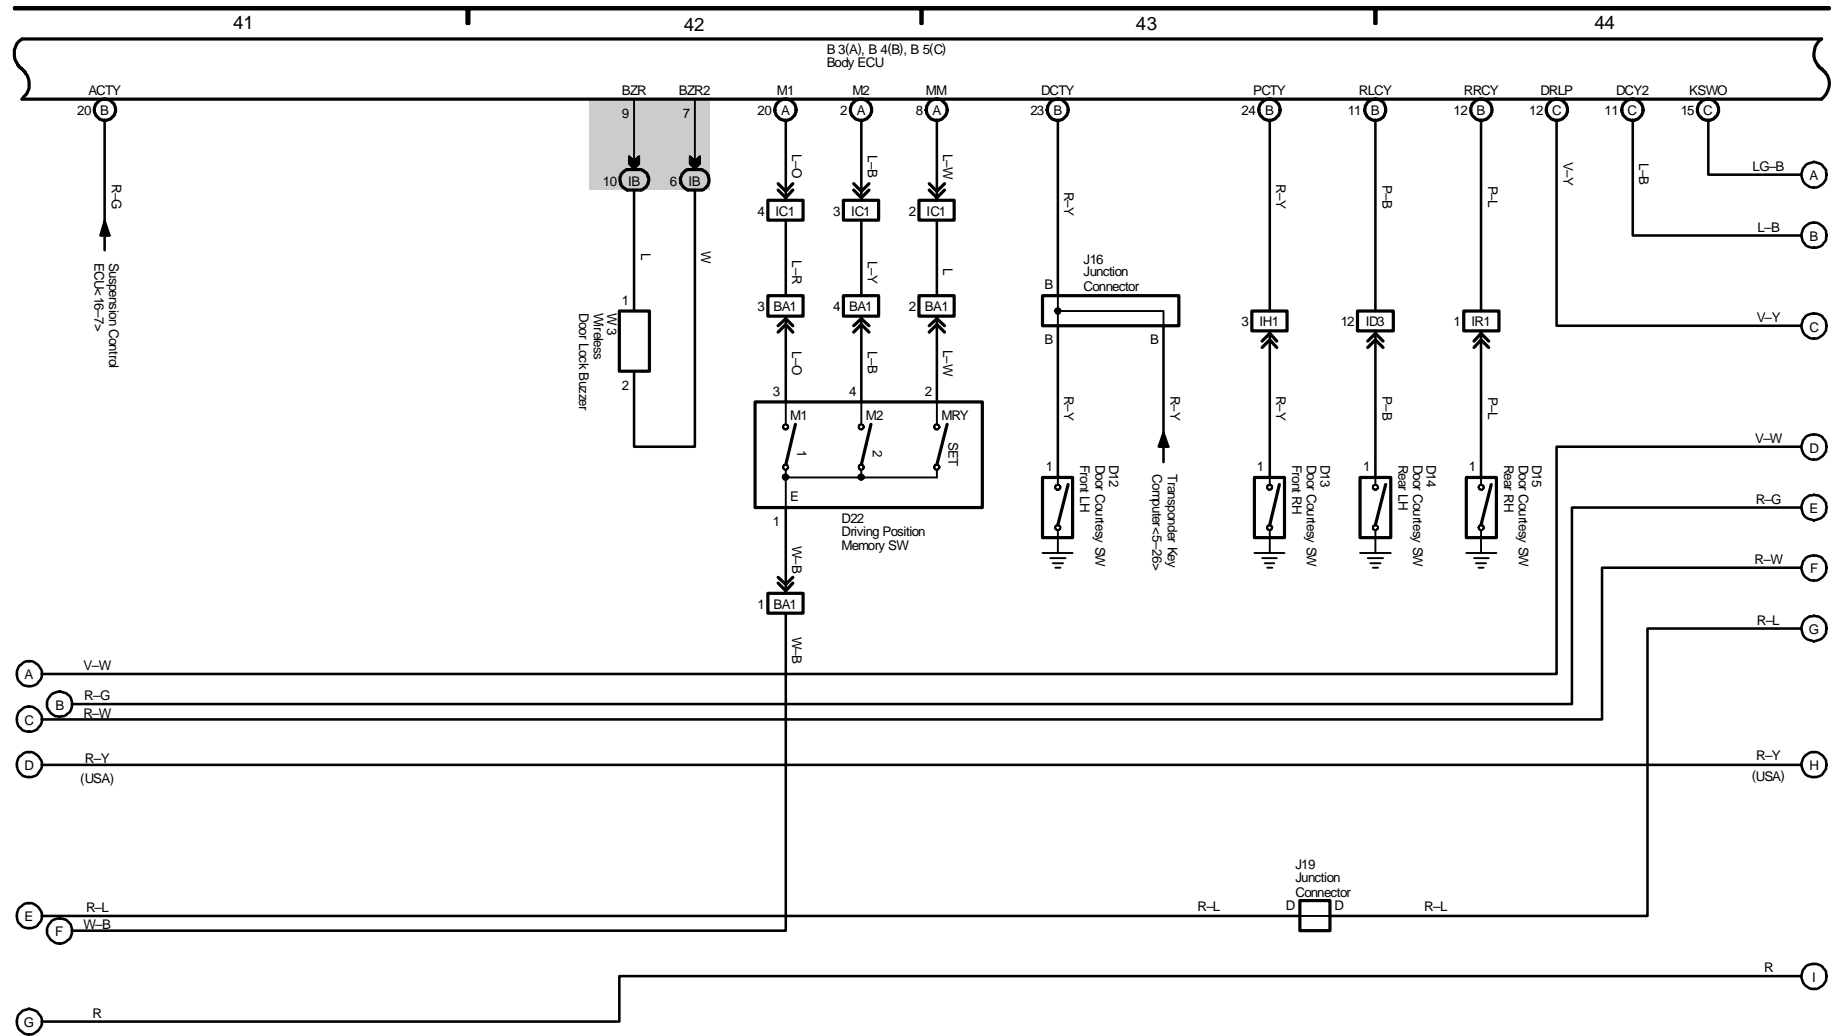 41 42 43 44
B 3(A), B 4(B), B 5(C)
Body ECU
ACTY BZR BZR2 M1 M2 MM DCTY PCTY RLCY RRCY DRLP DCY2 KSWO
20 B 9 7 20 A 2 A 8 A 23 B 24 B 11 B 12 B 12 C 11 C 15 C
R–G
Suspension Control
ECU<16–7>
10 IB 6 IB
L W
1
W 3
Wireless
Door Lock Buzzer
2
L–O L–B L–W
4 IC1 3 IC1 2 IC1
L–R L–Y L
3 BA1 4 BA1 2 BA1
L–O L–B L–W
3 4 2
M1 M2 MRY
1 2 SET
E
1
D22
Driving Position
Memory SW
W–B
1 BA1
W–B
R–Y
J16
Junction
Connector
B
B B
R–Y R–Y
1
D12
Door Courtesy SW
Front LH
Transponder Key
Computer<5–26>
R–Y P–B P–L
3 IH1 12 ID3 1 IR1
R–Y P–B P–L
1
D13
Door Courtesy SW
Front RH
1
D14
Door Courtesy SW
Rear LH
1
D15
Door Courtesy SW
Rear RH
V–Y L–B
LG–B A
L–B B
V–Y C
V–W D
R–G E
R–W F
R–L G
A V–W
B R–G
C R–W
D R–Y
(USA)
R–Y H
(USA)
J19
Junction
Connector
E R–L R–L D D R–L
F W–B
R I
G R